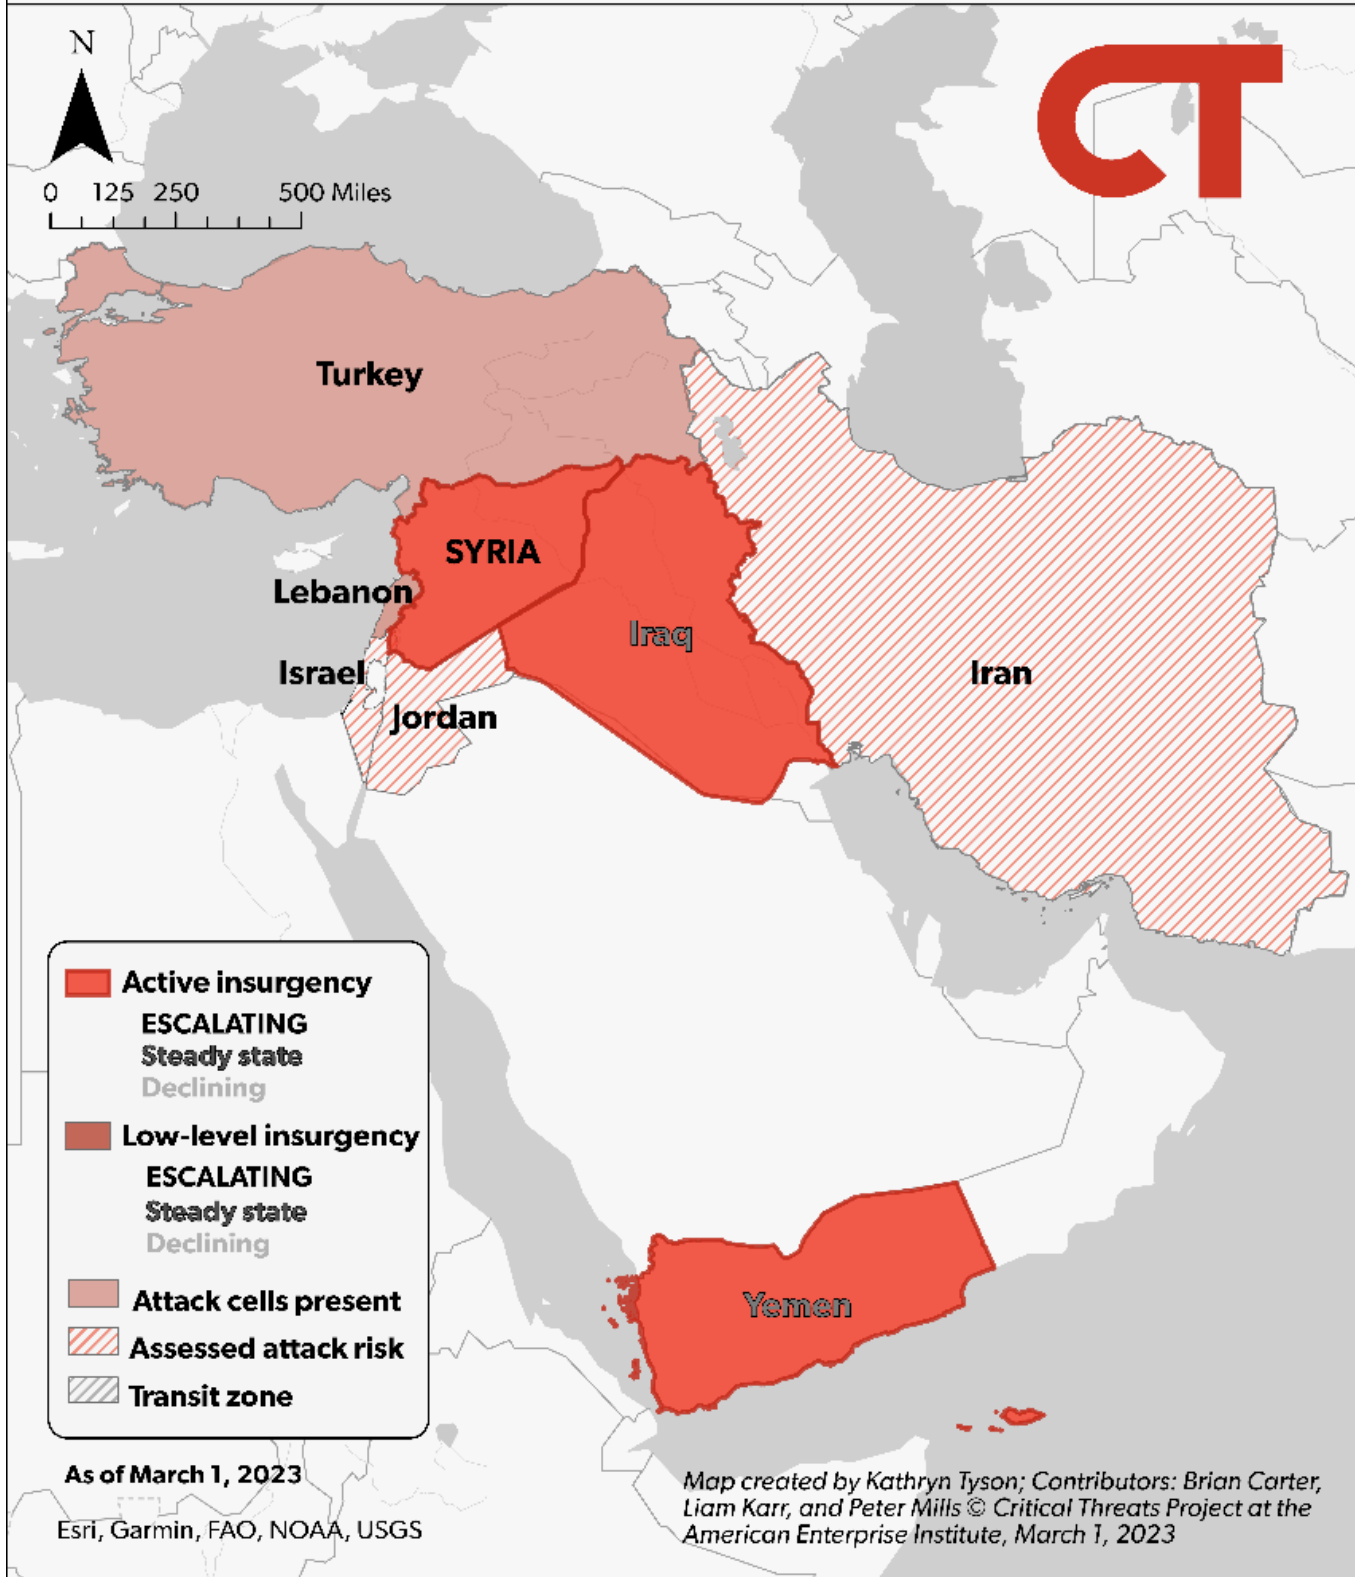 N
CT
0 125 250 500 Miles
Turkey
SYRIA
Lebanon
Iraq
Israel
Iran
Jordan
Active insurgency
ESCALATING
Steady state
Declining
Low-level insurgency
ESCALATING
Steady state
Declining
Attack cells present
Assessed attack risk
Transit zone
Yemen
As of March 1, 2023
Esri, Garmin, FAO, NOAA, USGS
Map created by Kathryn Tyson; Contributors: Brian Carter,
Liam Karr, and Peter Mills © Critical Threats Project at the
American Enterprise Institute, March 1, 2023